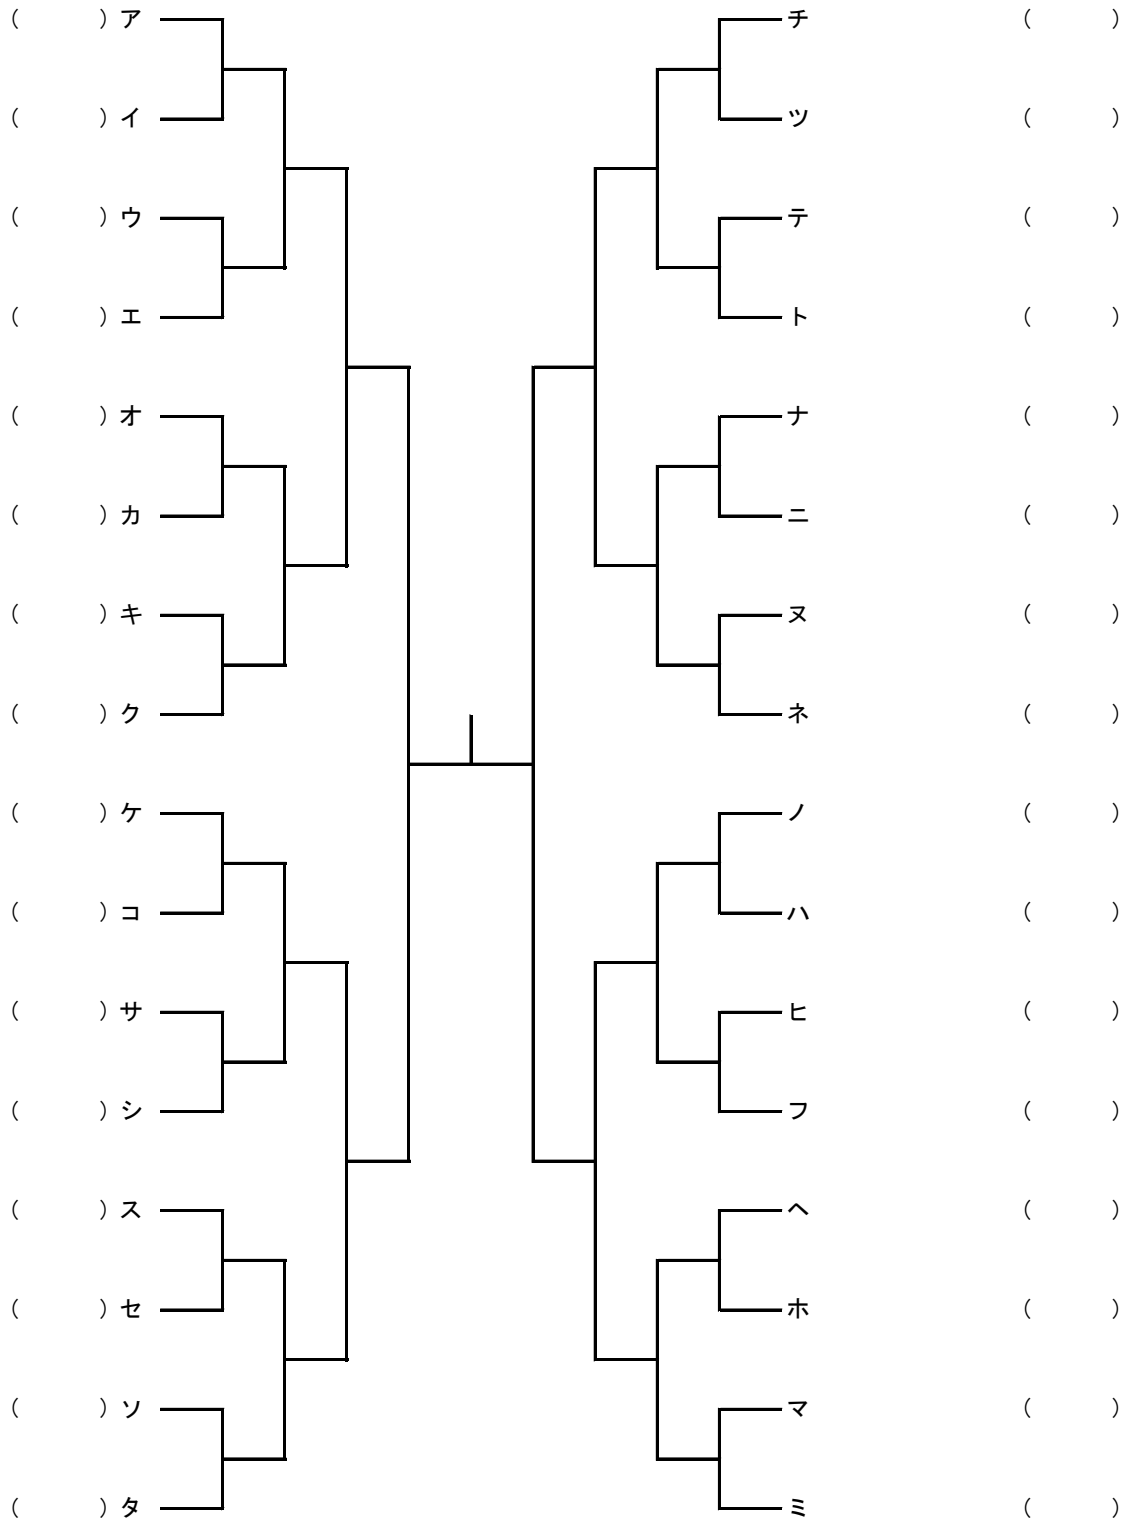 （　　　）ア　チ　（　　　）
（　　　）イ　ツ　（　　　）
（　　　）ウ　テ　（　　　）
（　　　）エ　ト　（　　　）
（　　　）オ　ナ　（　　　）
（　　　）カ　ニ　（　　　）
（　　　）キ　ヌ　（　　　）
（　　　）ク　ネ　（　　　）
（　　　）ケ　ノ　（　　　）
（　　　）コ　ハ　（　　　）
（　　　）サ　ヒ　（　　　）
（　　　）シ　フ　（　　　）
（　　　）ス　ヘ　（　　　）
（　　　）セ　ホ　（　　　）
（　　　）ソ　マ　（　　　）
（　　　）タ　ミ　（　　　）